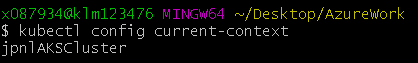 x087934@klm123476 MINGW64 ~/Desktop/AzureWork
$ kubectl config current-context
jpnlAKSCluster